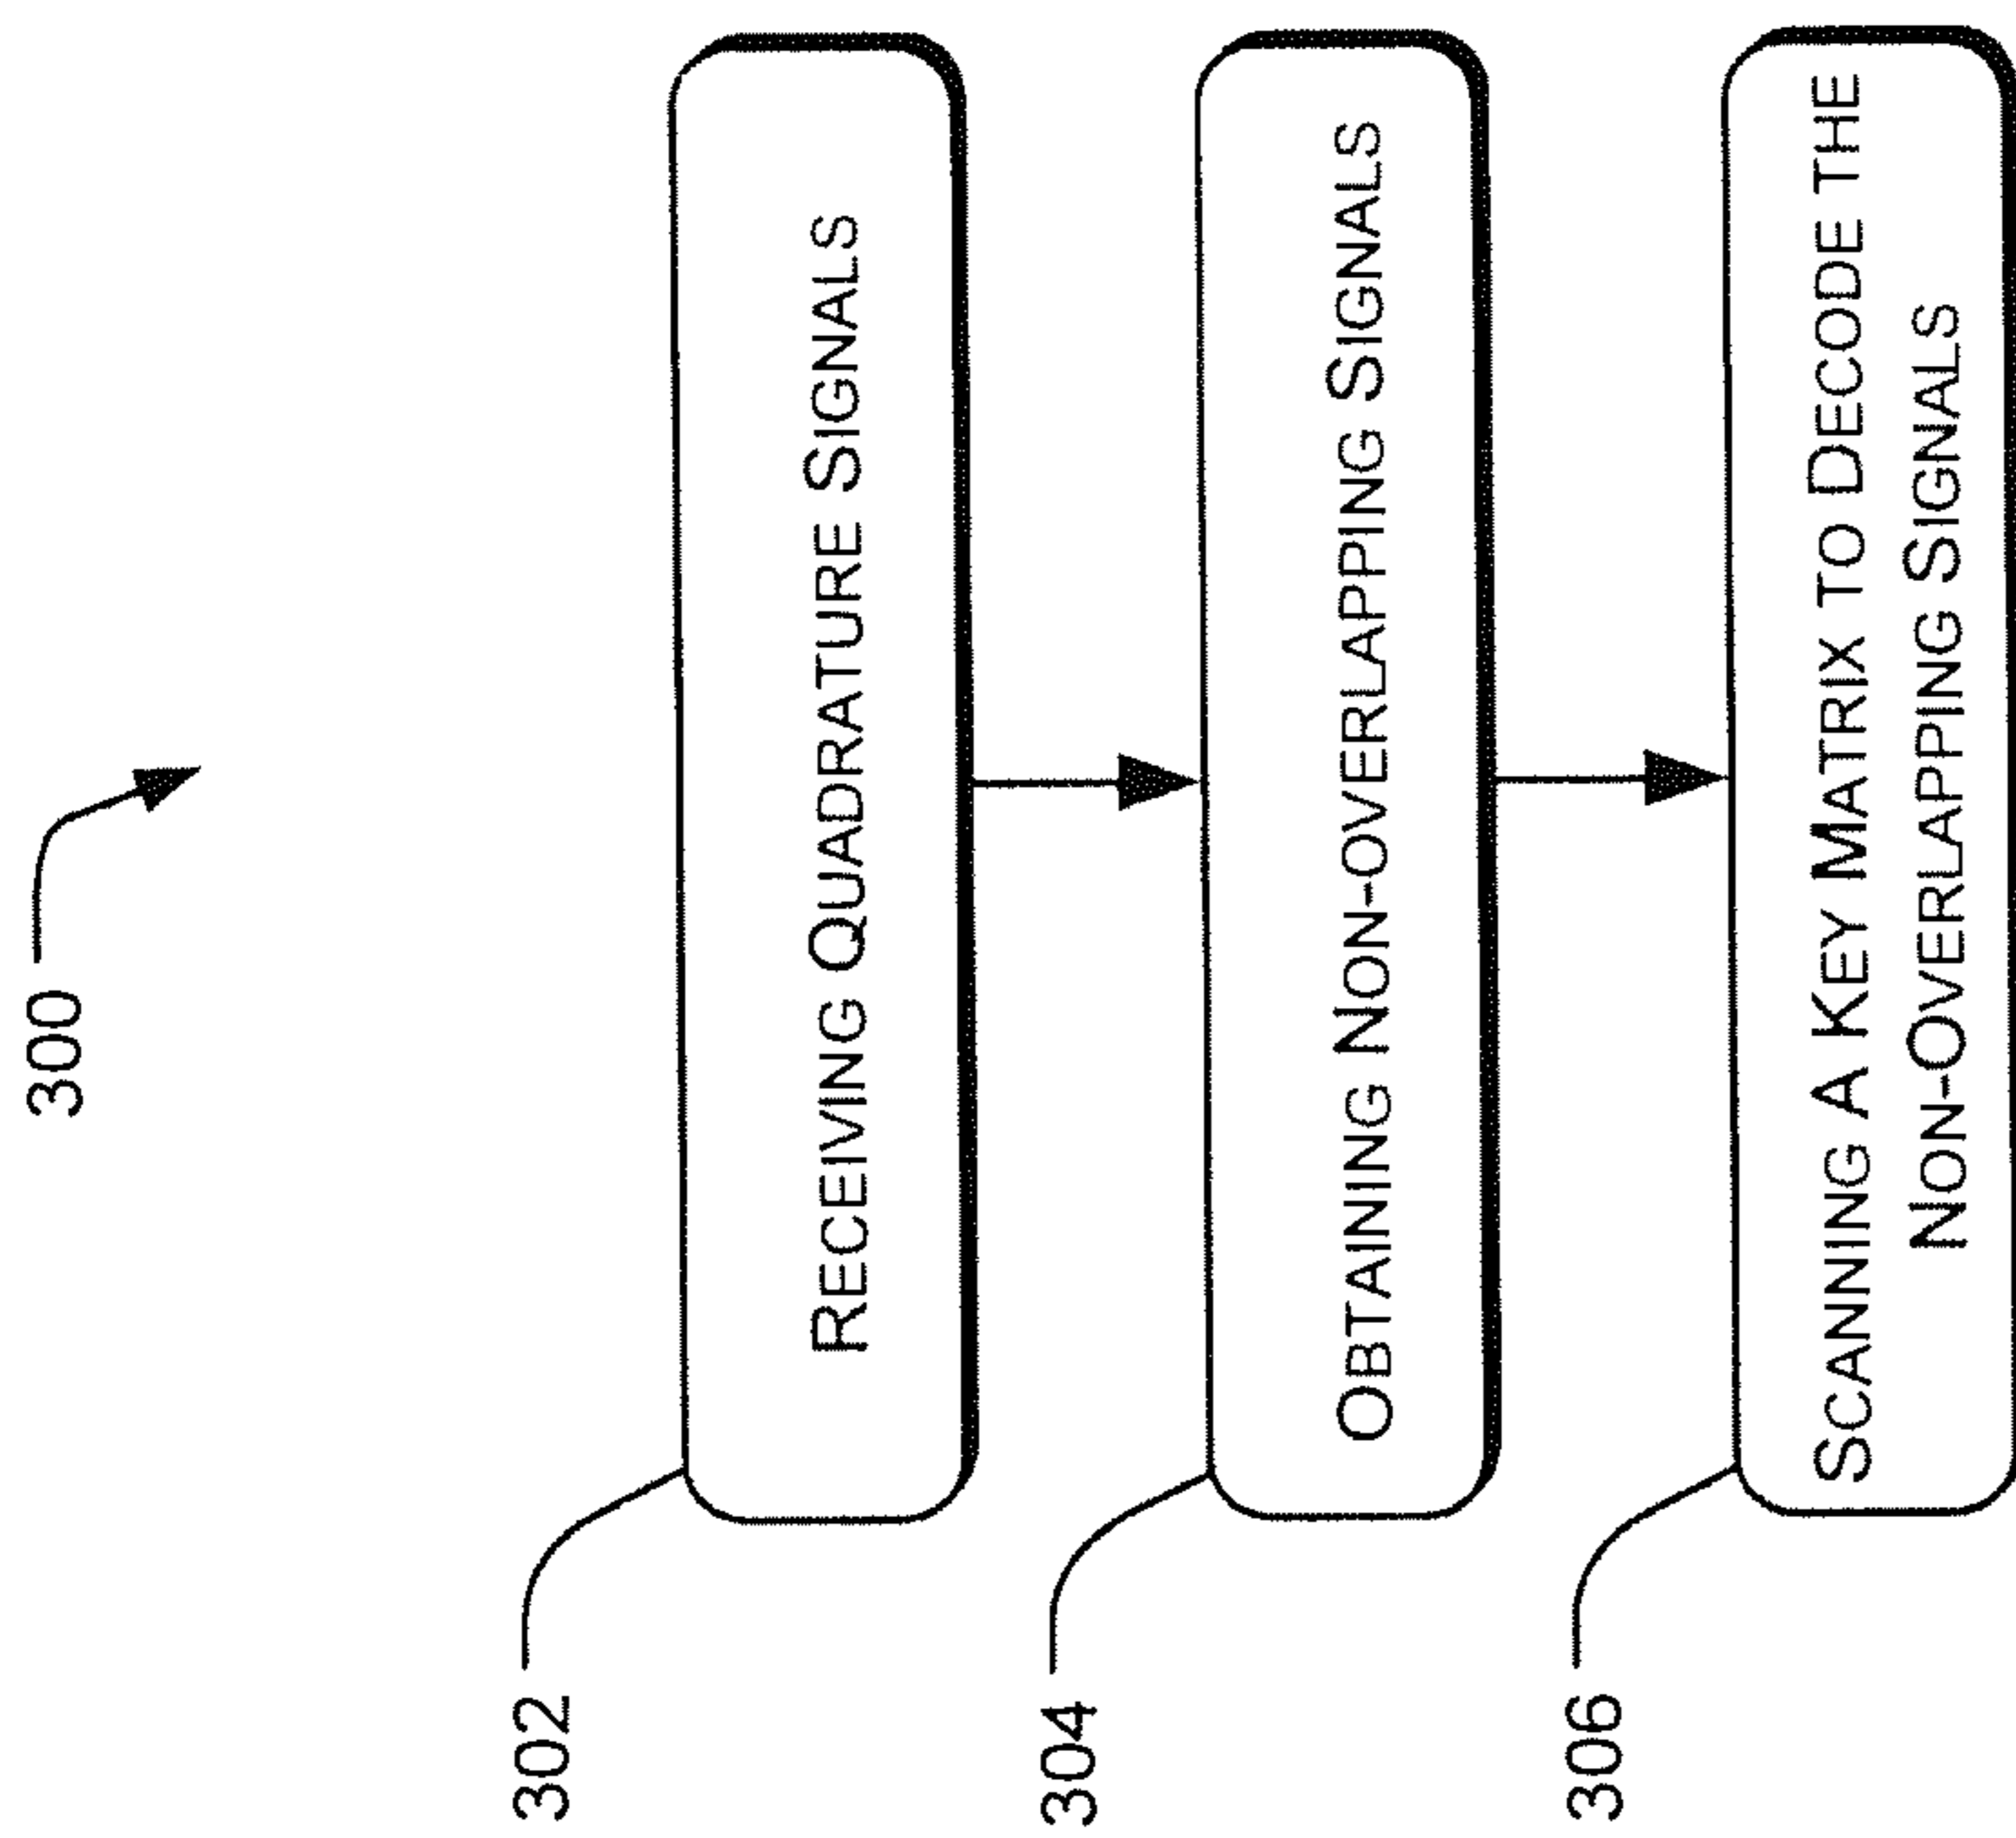 300
302
RECEIVING QUADRATURE SIGNALS
304
OBTAINING NON-OVERLAPPING SIGNALS
306
SCANNING A KEY MATRIX TO DECODE THE
NON-OVERLAPPING SIGNALS